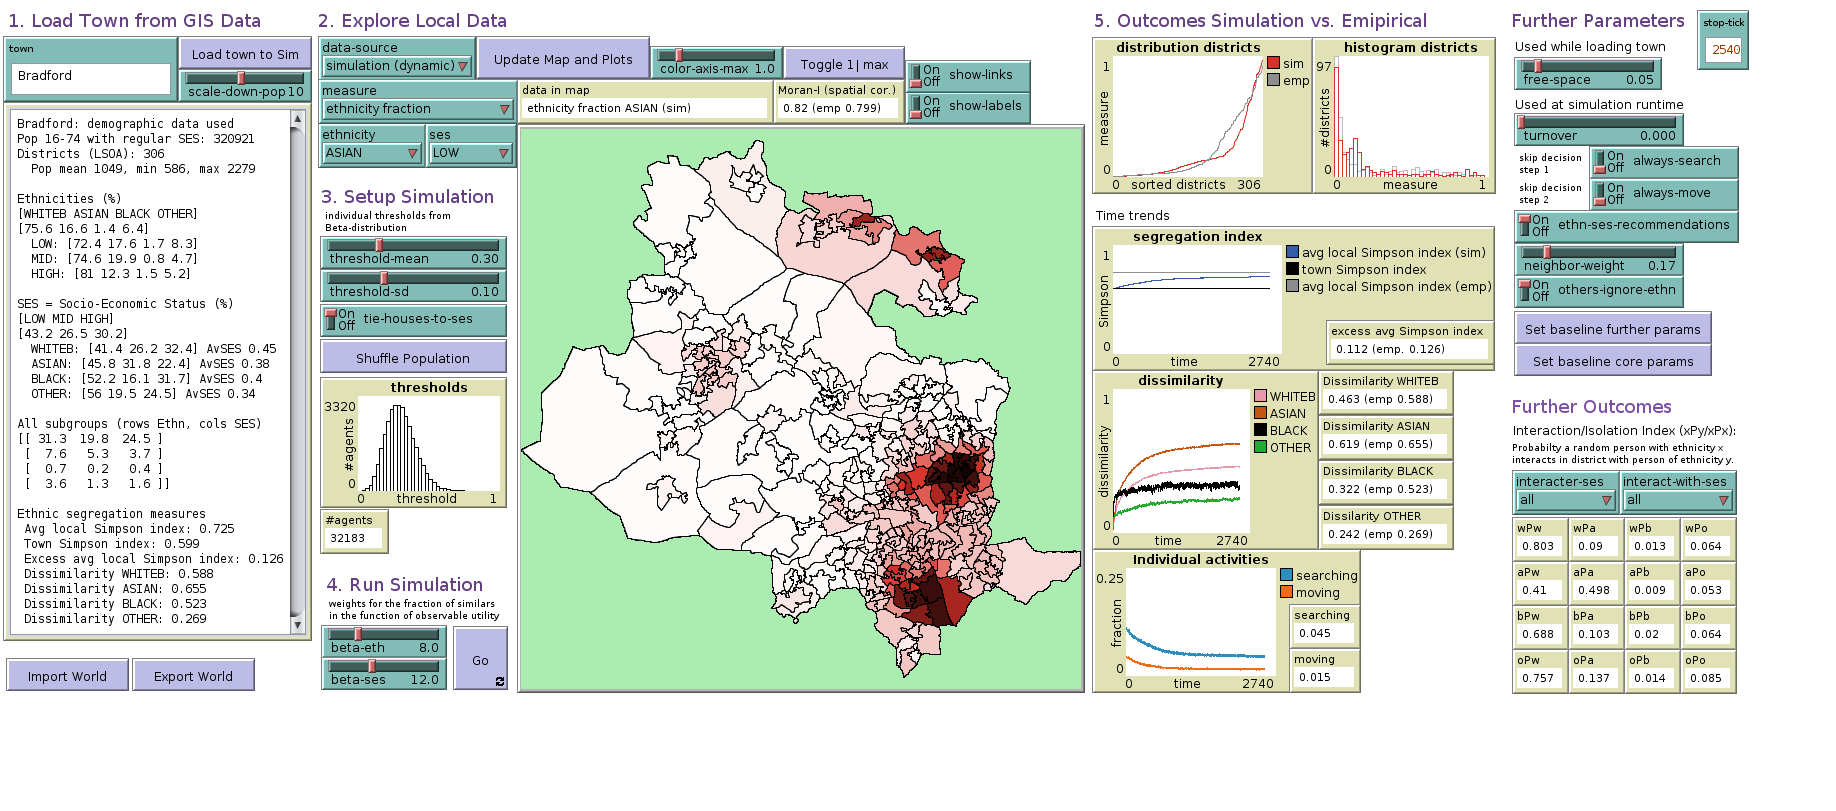 1. Load Town from GIS Data
town
Bradford
Load town to Sim
scale-down-pop 10
Bradford: demographic data used
Pop 16-74 with regular SES: 320921
Districts (LSOA): 306
Pop mean 1049, min 586, max 2279
Ethnicities (%)
[WHITEB ASIAN BLACK OTHER]
[75.6 16.6 1.4 6.4]
LOW: [72.4 17.6 1.7 8.3]
MID: [74.6 19.9 0.8 4.7]
HIGH: [81 12.3 1.5 5.2]
SES = Socio-Economic Status (%)
[LOW MID HIGH]
[43.2 26.5 30.2]
WHITEB: [41.4 26.2 32.4] AvSES 0.45
ASIAN: [45.8 31.8 22.4] AvSES 0.38
BLACK: [52.2 16.1 31.7] AvSES 0.4
OTHER: [56 19.5 24.5] AvSES 0.34
All subgroups (rows Ethn, cols SES)
[[ 31.3 19.8 24.5 ]
[ 7.6 5.3 3.7 ]
[ 0.7 0.2 0.4 ]
[ 3.6 1.3 1.6 ]]
Ethnic segregation measures
Avg local Simpson index: 0.725
Town Simpson index: 0.599
Excess avg local Simpson index: 0.126
Dissimilarity WHITEB: 0.588
Dissimilarity ASIAN: 0.655
Dissimilarity BLACK: 0.523
Dissimilarity OTHER: 0.269
Import World
Export World
2. Explore Local Data
data-source
simulation (dynamic)
Update Map and Plots
color-axis-max 1.0
Toggle 1| max
On
Off
show-links
measure
ethnicity fraction
data in map
ethnicity fraction ASIAN (sim)
Moran-I (spatial cor.)
0.82 (emp 0.799)
On
Off
show-labels
ethnicity
ASIAN
ses
LOW
3. Setup Simulation
individual thresholds from
Beta-distribution
threshold-mean 0.30
threshold-sd 0.10
On
Off
tie-houses-to-ses
Shuffle Population
thresholds
3320
#agents
0
0 threshold 1
#agents
32183
4. Run Simulation
weights for the fraction of similars
in the function of observable utility
beta-eth 8.0
beta-ses 12.0
Go
5. Outcomes Simulation vs. Emipirical
distribution districts
1
measure
0
0 sorted districts 306
sim
emp
histogram districts
97
#districts
0
0 measure 1
Time trends
segregation index
1
Simpson
0
0 time 2740
avg local Simpson index (sim)
town Simpson index
avg local Simpson index (emp)
excess avg Simpson index
0.112 (emp. 0.126)
dissimilarity
1
dissimilarity
0
0 time 2740
WHITEB
ASIAN
BLACK
OTHER
Dissimilarity WHITEB
0.463 (emp 0.588)
Dissimilarity ASIAN
0.619 (emp 0.655)
Dissimilarity BLACK
0.322 (emp 0.523)
Dissilarity OTHER
0.242 (emp 0.269)
Individual activities
0.25
fraction
0
0 time 2740
searching
moving
searching
0.045
moving
0.015
Further Parameters
stop-tick
2540
Used while loading town
free-space 0.05
Used at simulation runtime
turnover 0.000
skip decision
step 1
On
Off
always-search
skip decision
step 2
On
Off
always-move
On
Off
ethn-ses-recommendations
neighbor-weight 0.17
On
Off
others-ignore-ethn
Set baseline further params
Set baseline core params
Further Outcomes
Interaction/Isolation Index (xPy/xPx):
Probabilty a random person with ethnicity x
interacts in district with person of ethnicity y.
interacter-ses
all
interact-with-ses
all
wPw wPa wPb wPo
0.803 0.09 0.013 0.064
aPw aPa aPb aPo
0.41 0.498 0.009 0.053
bPw bPa bPb bPo
0.688 0.103 0.02 0.064
oPw oPa oPb oPo
0.757 0.137 0.014 0.085